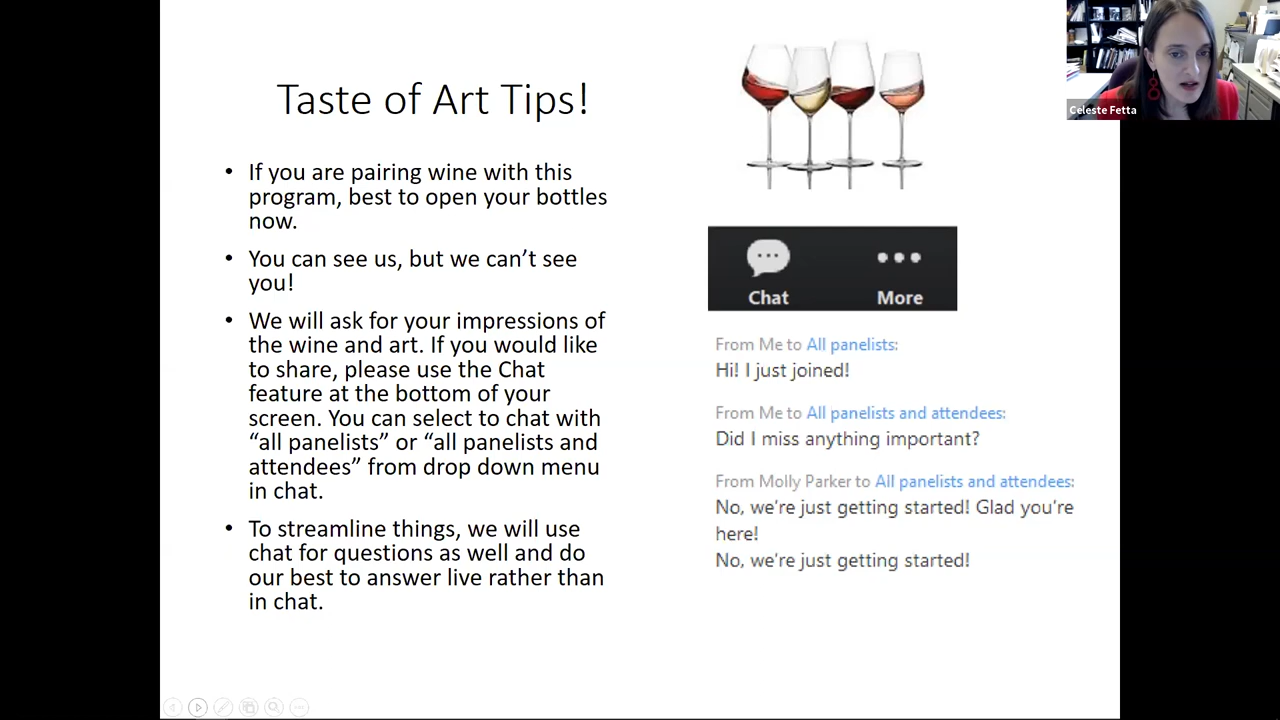 Taste of Art Tips!
• If you are pairing wine with this
program, best to open your bottles
now.
• You can see us, but we can’t see
you!
• We will ask for your impressions of
the wine and art. If you would like
to share, please use the Chat
feature at the bottom of your
screen. You can select to chat with
“all panelists” or “all panelists and
attendees” from drop down menu
in chat.
• To streamline things, we will use
chat for questions as well and do
our best to answer live rather than
in chat.
Chat
More
From Me to All panelists:
Hi! I just joined!
From Me to All panelists and attendees:
Did I miss anything important?
From Molly Parker to All panelists and attendees:
No, we’re just getting started! Glad you’re
here!
No, we’re just getting started!
Celeste Fetta